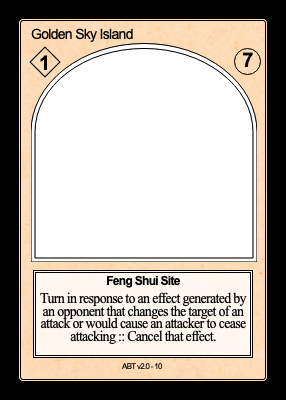 Golden Sky Island
1
7
Feng Shui Site
Turn in response to an effect generated by
an opponent that changes the target of an
attack or would cause an attacker to cease
attacking :: Cancel that effect.
ABT v2.0 - 10